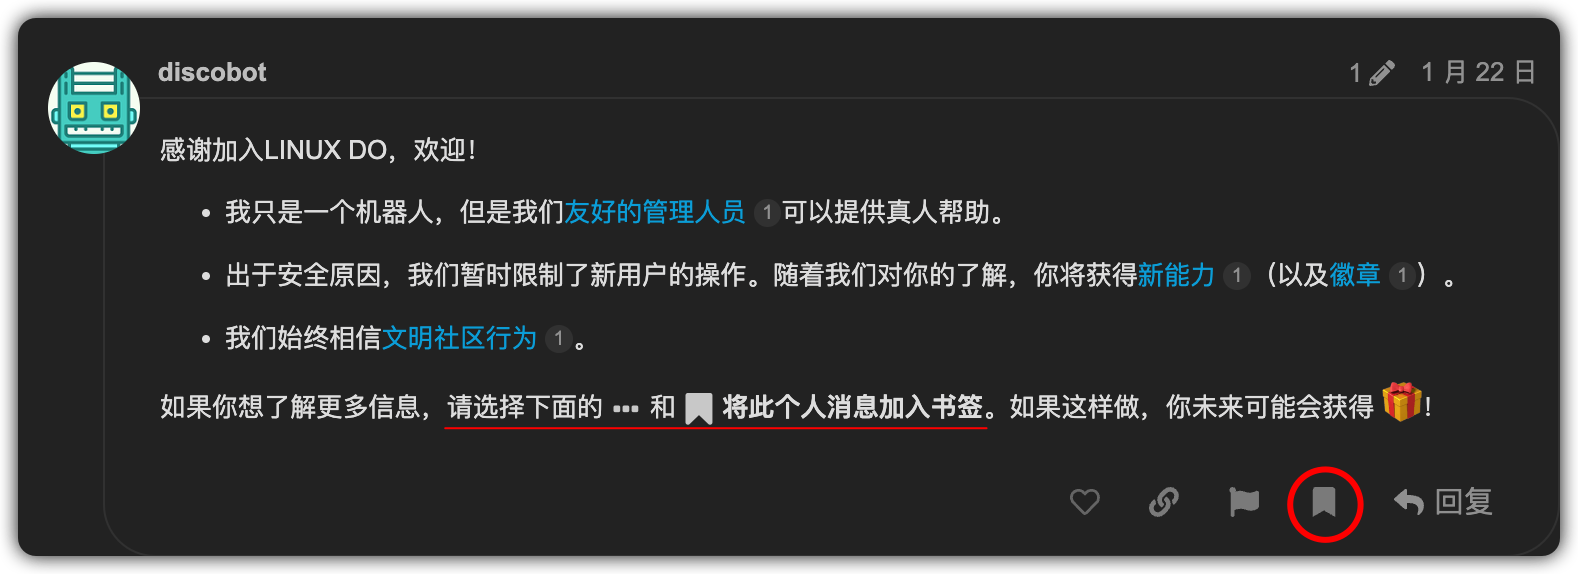 discobot
1 1 月 22 日
感谢加入LINUX DO，欢迎！
• 我只是一个机器人，但是我们友好的管理人员 1 可以提供真人帮助。
• 出于安全原因，我们暂时限制了新用户的操作。随着我们对你的了解，你将获得新能力 1 （以及徽章 1 ）。
• 我们始终相信文明社区行为 1 。
如果你想了解更多信息，请选择下面的 ••• 和 将此个人消息加入书签。如果这样做，你未来可能会获得 ！
回复